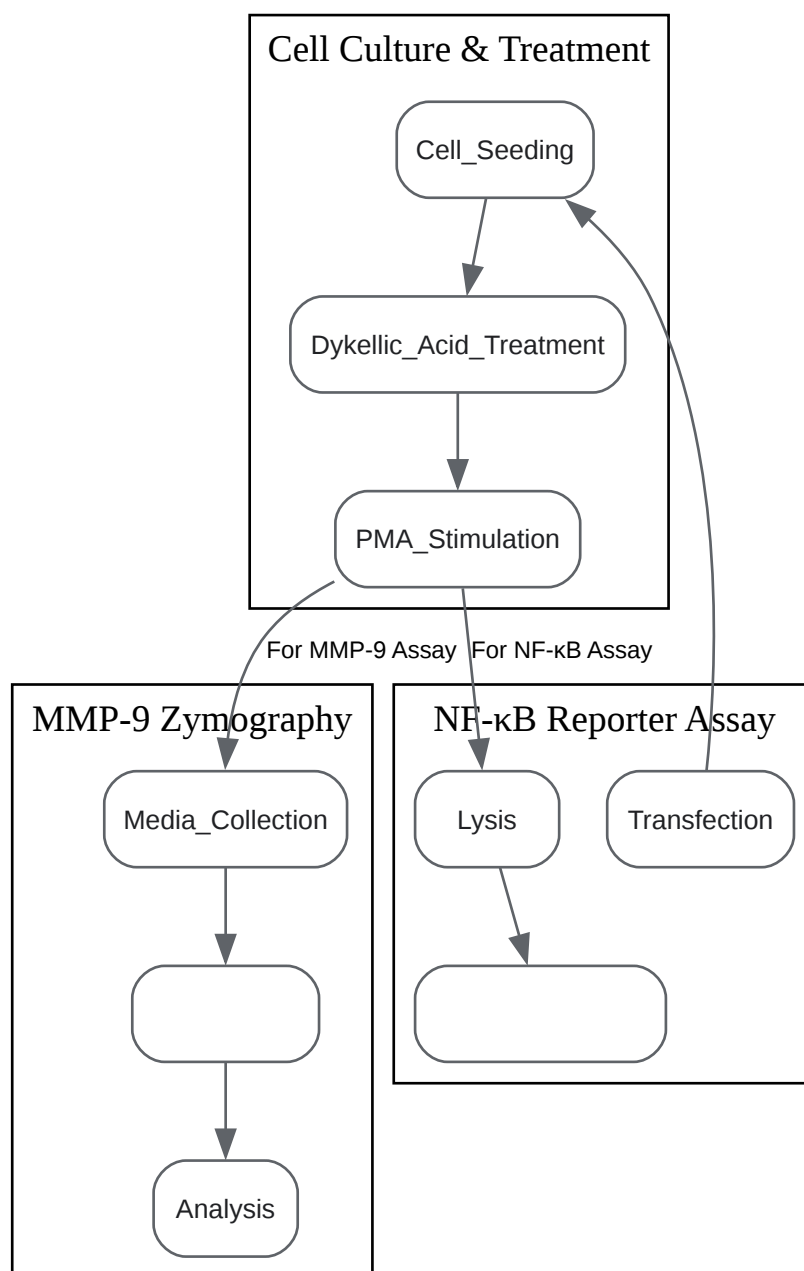 Cell Culture & Treatment
Cell_Seeding
Dykellic_Acid_Treatment
PMA_Stimulation
For MMP-9 Assay
For NF-κB Assay
MMP-9 Zymography
NF-κB Reporter Assay
Media_Collection
Lysis
Transfection
Analysis